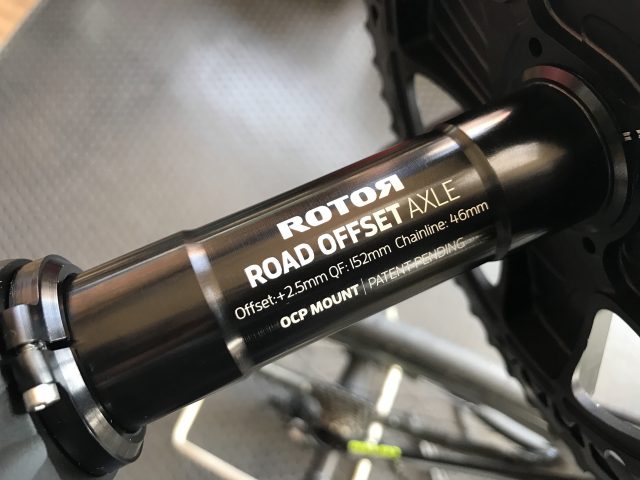 ROTOR
ROAD OFFSET AXLE
Offset:+2.5mm QF:152mm Chainline: 46mm
OCP MOUNT | PATENT PENDING